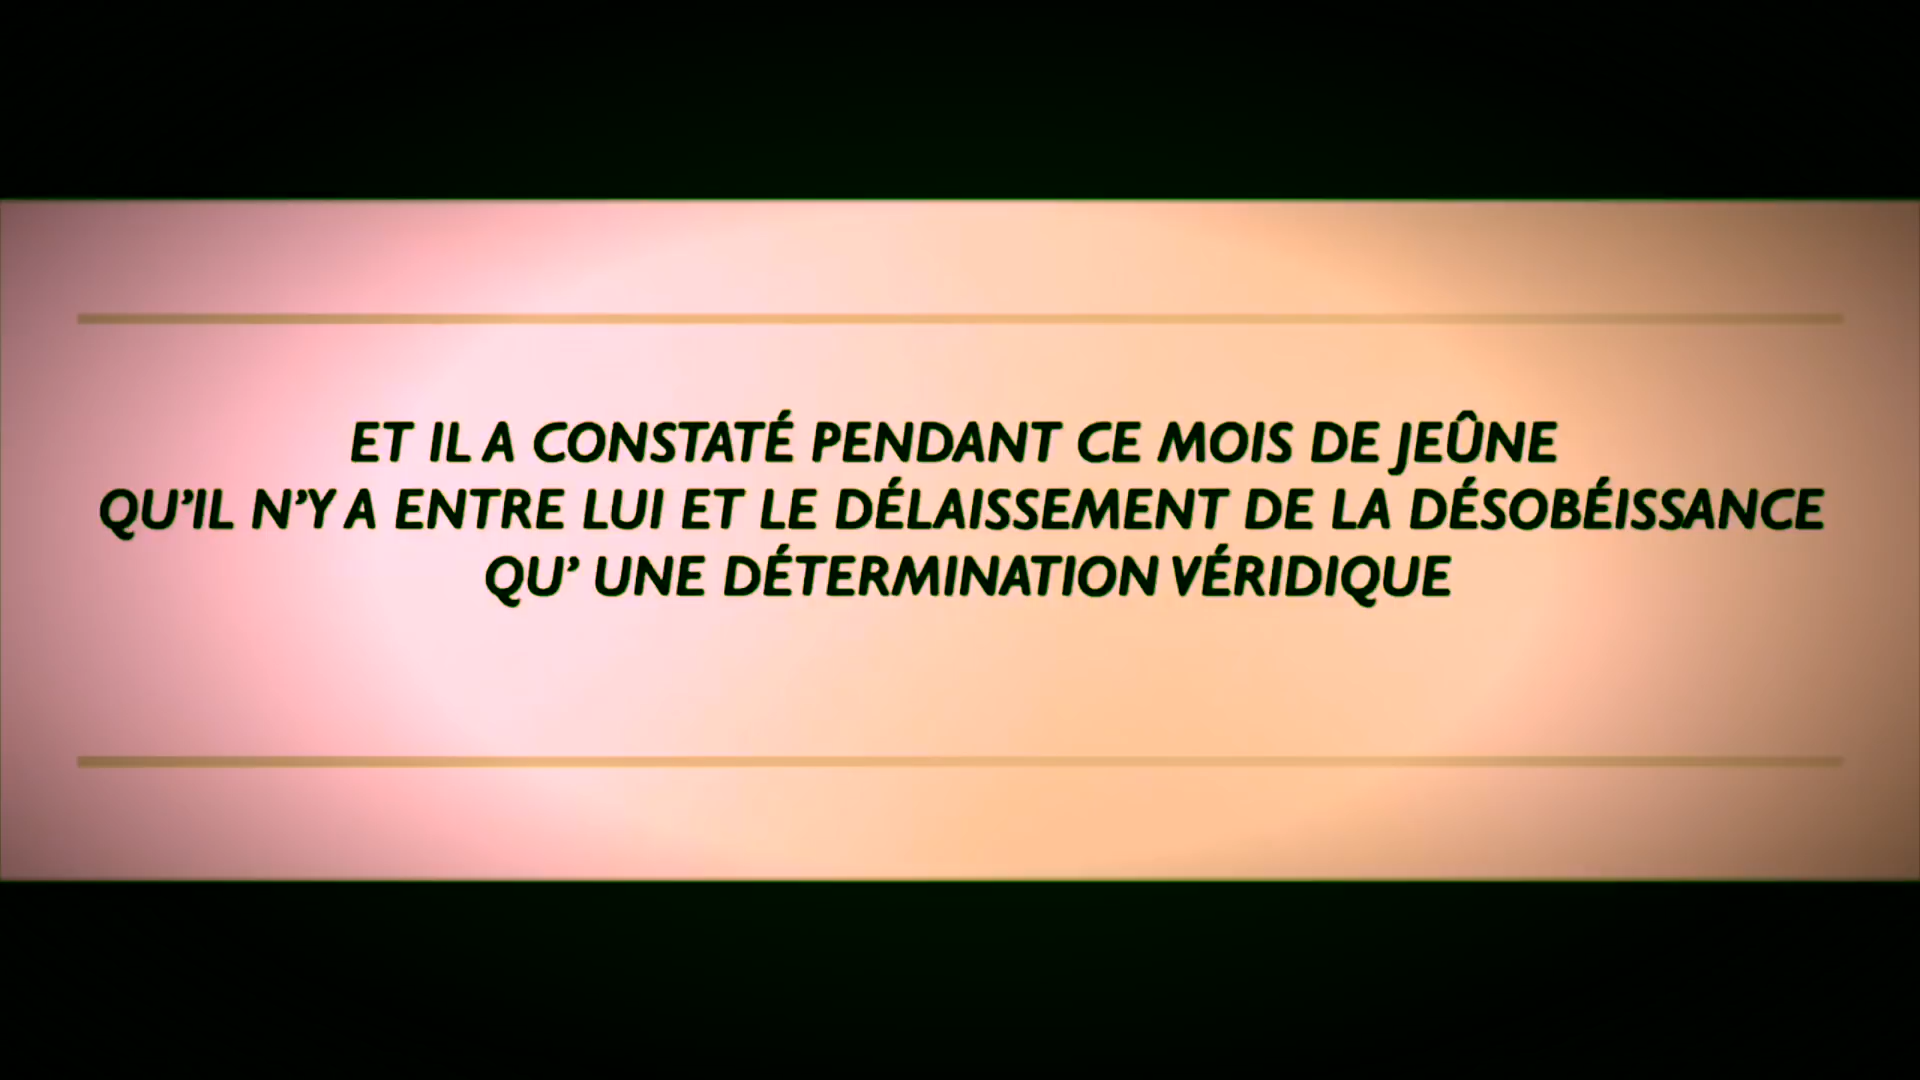 ET IL A CONSTATÉ PENDANT CE MOIS DE JEÛNE
QU’IL N’Y A ENTRE LUI ET LE DÉLAISSEMENT DE LA DÉSOBÉISSANCE
QU’ UNE DÉTERMINATION VÉRIDIQUE